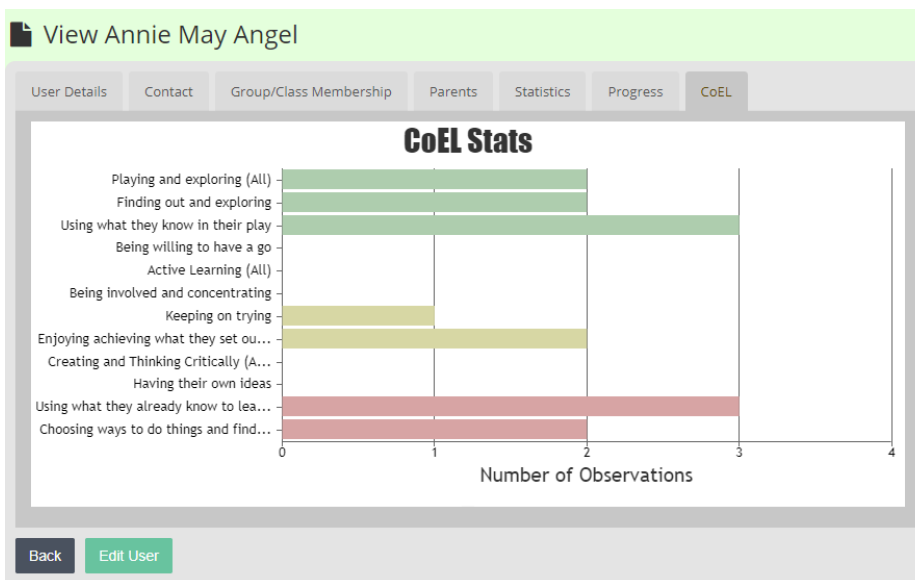 View Annie May Angel
User Details Contact Group/Class Membership Parents Statistics Progress CoEL
CoEL Stats
Playing and exploring (All)
Finding out and exploring
Using what they know in their play
Being willing to have a go
Active Learning (All)
Being involved and concentrating
Keeping on trying
Enjoying achieving what they set ou...
Creating and Thinking Critically (A...
Having their own ideas
Using what they already know to lea...
Choosing ways to do things and find...
0 1 2 3 4
Number of Observations
Back Edit User